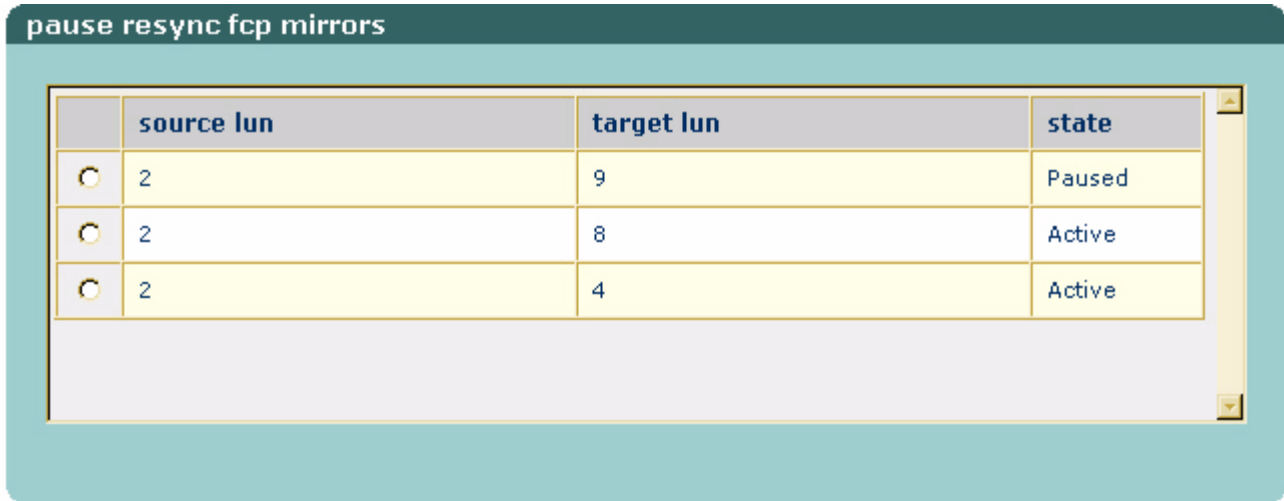 pause resync fcp mirrors
source lun target lun state
2 9 Paused
2 8 Active
2 4 Active